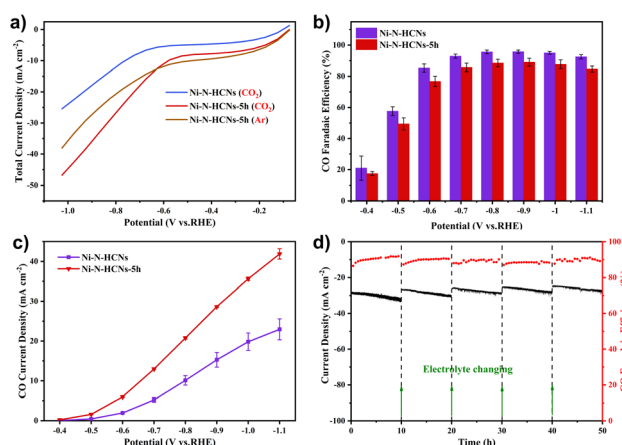 a)
0
-10
-20
-30
-40
-50
Total Current Density (mA cm⁻²)
Ni-N-HCNs (CO₂)
Ni-N-HCNs-5h (CO₂)
Ni-N-HCNs-5h (Ar)
-1.0 -0.8 -0.6 -0.4 -0.2
Potential (V vs.RHE)
b)
100
80
60
40
20
0
CO Faradaic Efficiency (%)
Ni-N-HCNs
Ni-N-HCNs-5h
-0.4 -0.5 -0.6 -0.7 -0.8 -0.9 -1 -1.1
Potential (V vs.RHE)
c)
40
20
0
CO Current Density (mA cm⁻²)
Ni-N-HCNs
Ni-N-HCNs-5h
-0.4 -0.5 -0.6 -0.7 -0.8 -0.9 -1.0 -1.1
Potential (V vs.RHE)
d)
0
-20
-40
-60
-80
-100
Current Density (mA cm⁻²)
Electrolyte changing
0 10 20 30 40 50
Time (h)
100
80
60
40
20
0